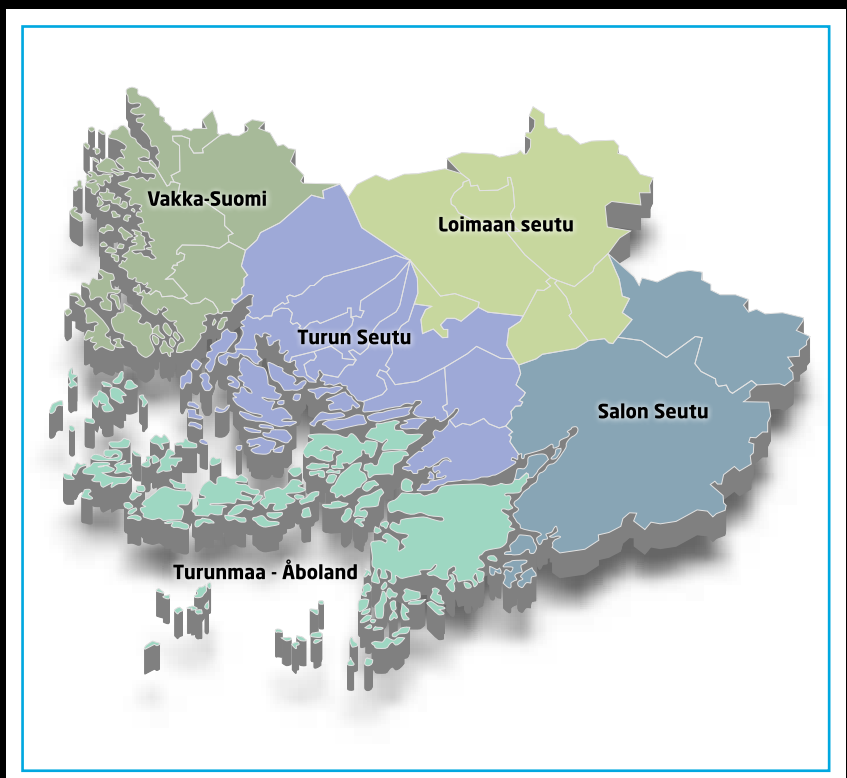 Vakka-Suomi
Loimaan seutu
Turun Seutu
Salon Seutu
Turunmaa - Åboland